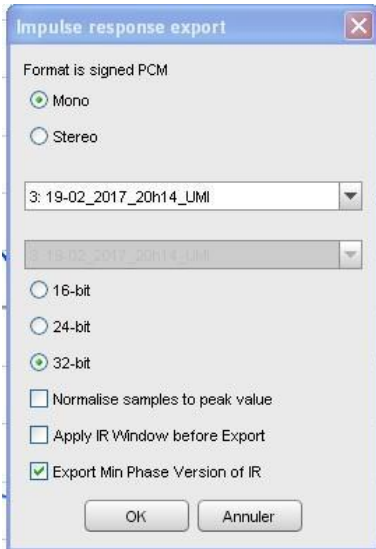 Impulse response export
Format is signed PCM
Mono
Stereo
3: 19-02_2017_20h14_UMI
3: 19-02_2017_20h14_UMI
16-bit
24-bit
32-bit
Normalise samples to peak value
Apply IR Window before Export
Export Min Phase Version of IR
OK Annuler